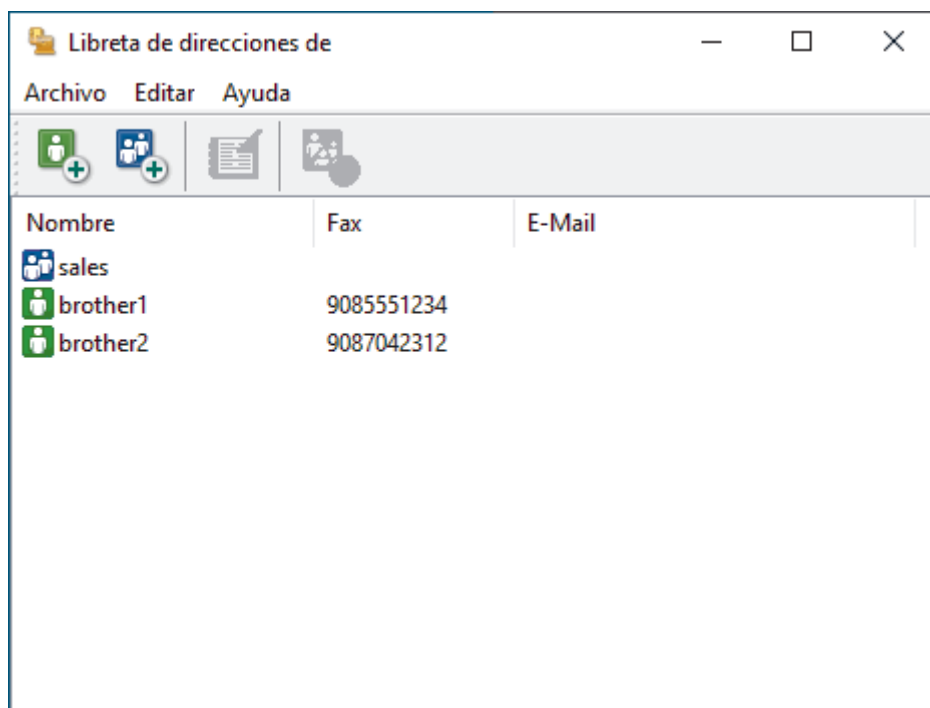 Libreta de direcciones de
Archivo Editar Ayuda
Nombre Fax E-Mail
sales
brother1 9085551234
brother2 9087042312